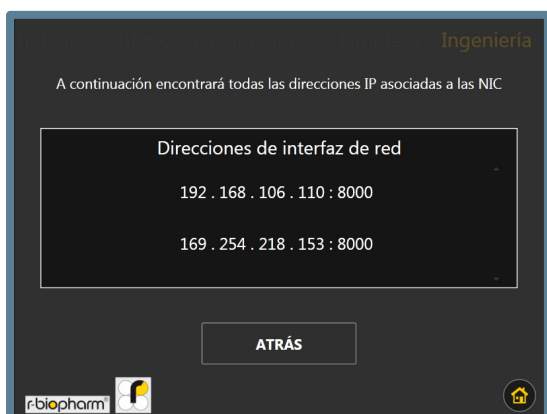 Ingeniería
A continuación encontrará todas las direcciones IP asociadas a las NIC
Direcciones de interfaz de red
192 . 168 . 106 . 110 : 8000
169 . 254 . 218 . 153 : 8000
ATRÁS
r-biopharm®